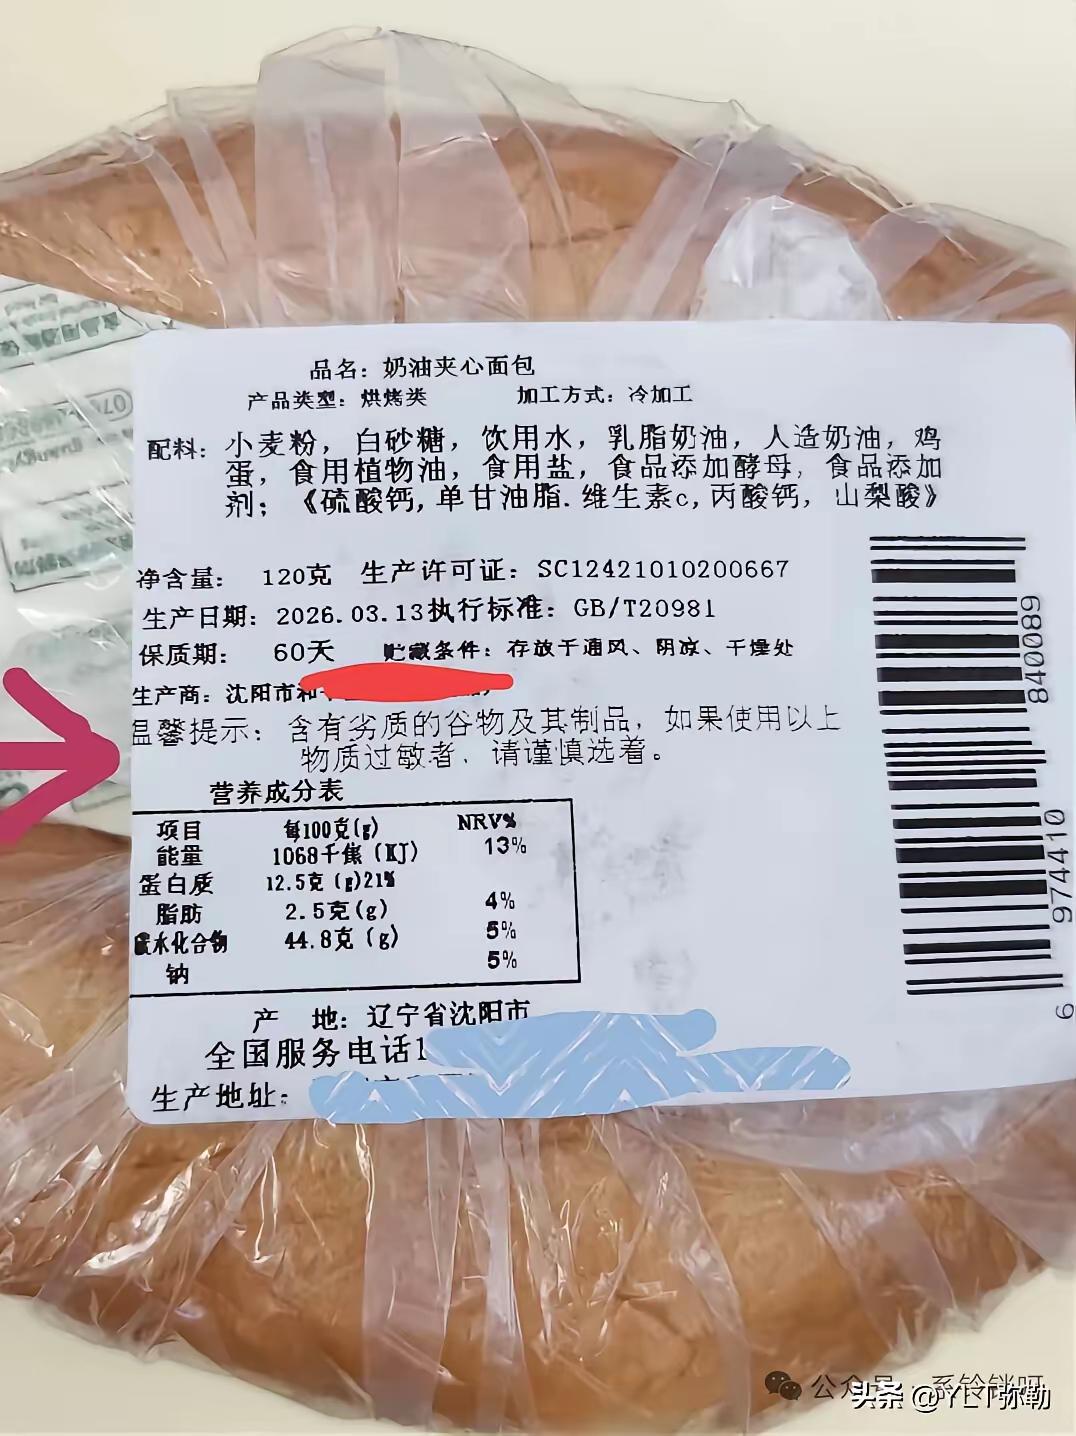 品名：奶油夹心面包
产品类型：烘烤类 加工方式：冷加工
配料：小麦粉，白砂糖，饮用水，乳脂奶油，人造奶油，鸡
蛋，食用植物油，食用盐，食品添加酵母，食品添加
剂；《硫酸钙,单甘油脂.维生素c,丙酸钙，山梨酸》
净含量：120克 生产许可证：SC12421010200667
生产日期：2026.03.13执行标准：GB/T20981
保质期：60天 贮藏条件：存放于通风、阴凉、干燥处
生产商：沈阳市和
温馨提示：含有劣质的谷物及其制品，如果使用以上
物质过敏者，请谨慎选着。
营养成分表
项目 每100克(g) NRV%
能量 1068千焦（KJ） 13%
蛋白质 12.5克（g)21%
脂肪 2.5克(g) 4%
碳水化合物 44.8克（g） 5%
钠 5%
产 地：辽宁省沈阳市
全国服务电话1
生产地址：
6 974410 840089
公众号
头条 @YLT弥勒